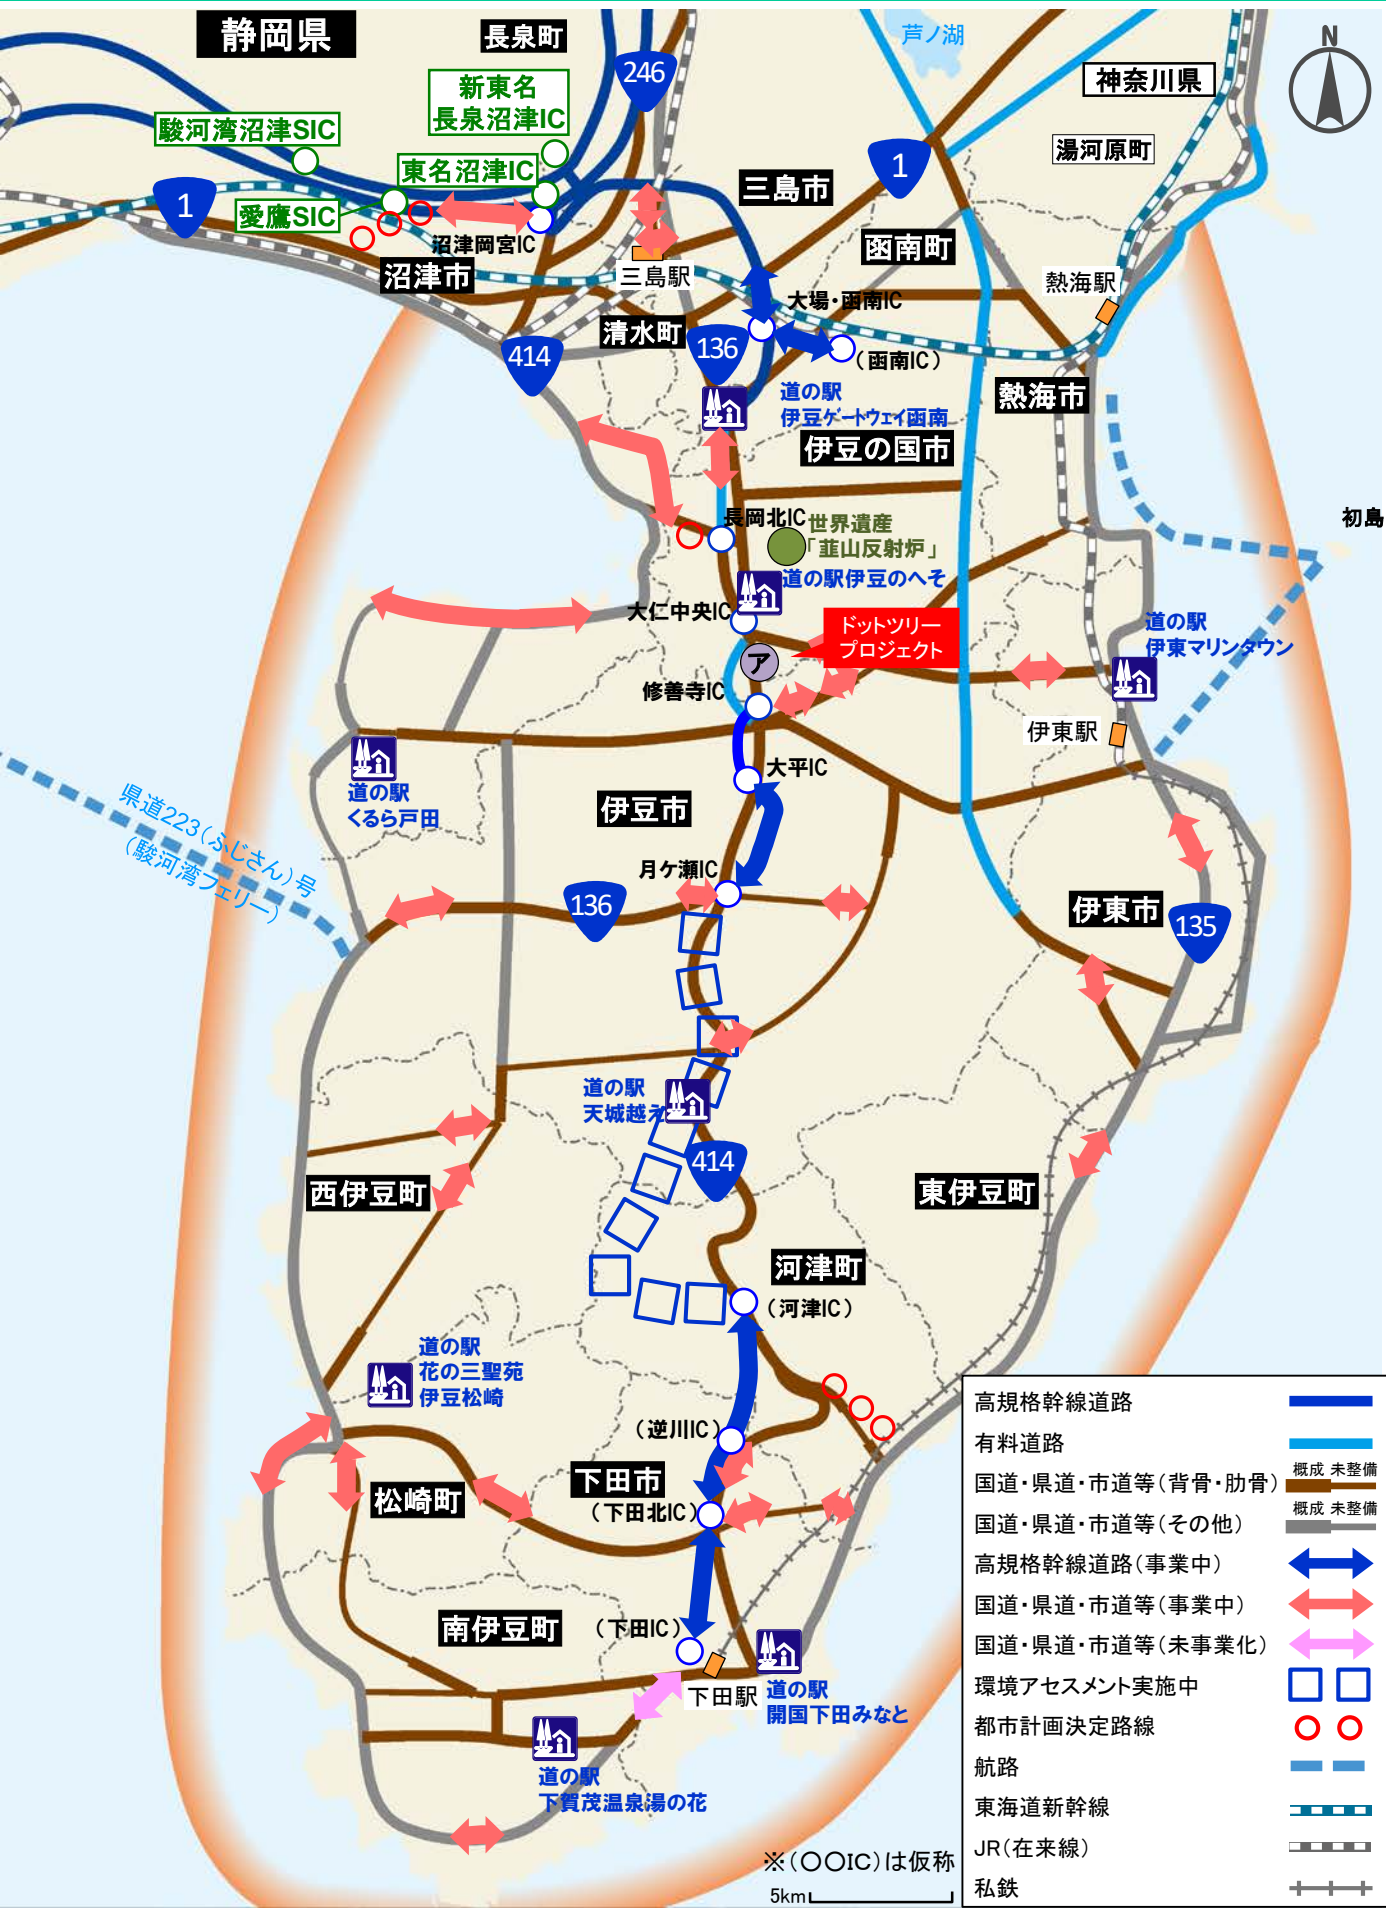 静岡県
長泉町
芦ノ湖
N
246
新東名
長泉沼津IC
神奈川県
駿河湾沼津SIC
湯河原町
東名沼津IC
1
三島市
1
愛鷹SIC
沼津岡宮IC
函南町
沼津市
三島駅
熱海駅
大場・函南IC
清水町
136
414
(函南IC)
道の駅
伊豆ゲートウェイ函南
熱海市
伊豆の国市
長岡北IC
世界遺産
「韮山反射炉」
初島
道の駅伊豆のへそ
大仁中央IC
ドットツリー
プロジェクト
道の駅
伊東マリンタウン
ア
修善寺IC
伊東駅
大平IC
道の駅
くるら戸田
伊豆市
県道223(ふじさん)号
(駿河湾フェリー)
月ケ瀬IC
136
伊東市
135
道の駅
天城越え
414
西伊豆町
東伊豆町
河津町
(河津IC)
道の駅
花の三聖苑
伊豆松崎
(逆川IC)
下田市
松崎町
(下田北IC)
南伊豆町
(下田IC)
下田駅
道の駅
開国下田みなと
道の駅
下賀茂温泉湯の花
※(〇〇IC)は仮称
5km
高規格幹線道路
有料道路
国道・県道・市道等(背骨・肋骨)
概成 未整備
国道・県道・市道等(その他)
概成 未整備
高規格幹線道路(事業中)
国道・県道・市道等(事業中)
国道・県道・市道等(未事業化)
環境アセスメント実施中
都市計画決定路線
航路
東海道新幹線
JR(在来線)
私鉄